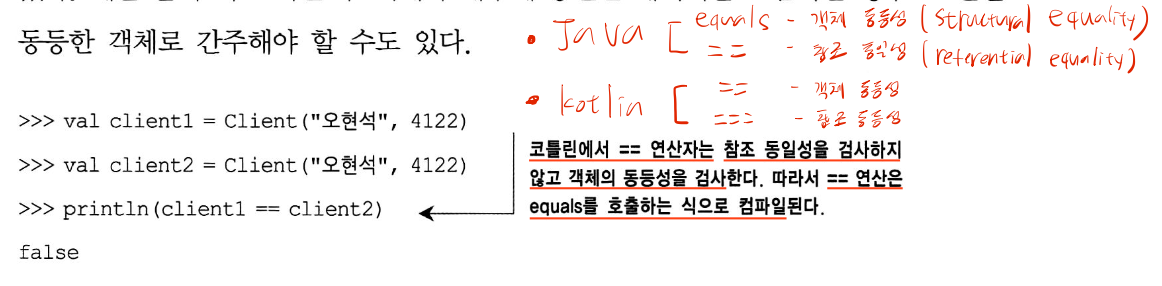 동등한 객체로 간주해야 할 수도 있다.
• Java [ equals - 객체 동등성 (structural equality)
== - 참조 동일성 (referential equality)
• kotlin [ == - 객체 동등성
=== - 참조 동등성
>>> val client1 = Client("오현석", 4122)
>>> val client2 = Client("오현석", 4122)
>>> println(client1 == client2)
false
코틀린에서 == 연산자는 참조 동일성을 검사하지
않고 객체의 동등성을 검사한다. 따라서 == 연산은
equals를 호출하는 식으로 컴파일된다.